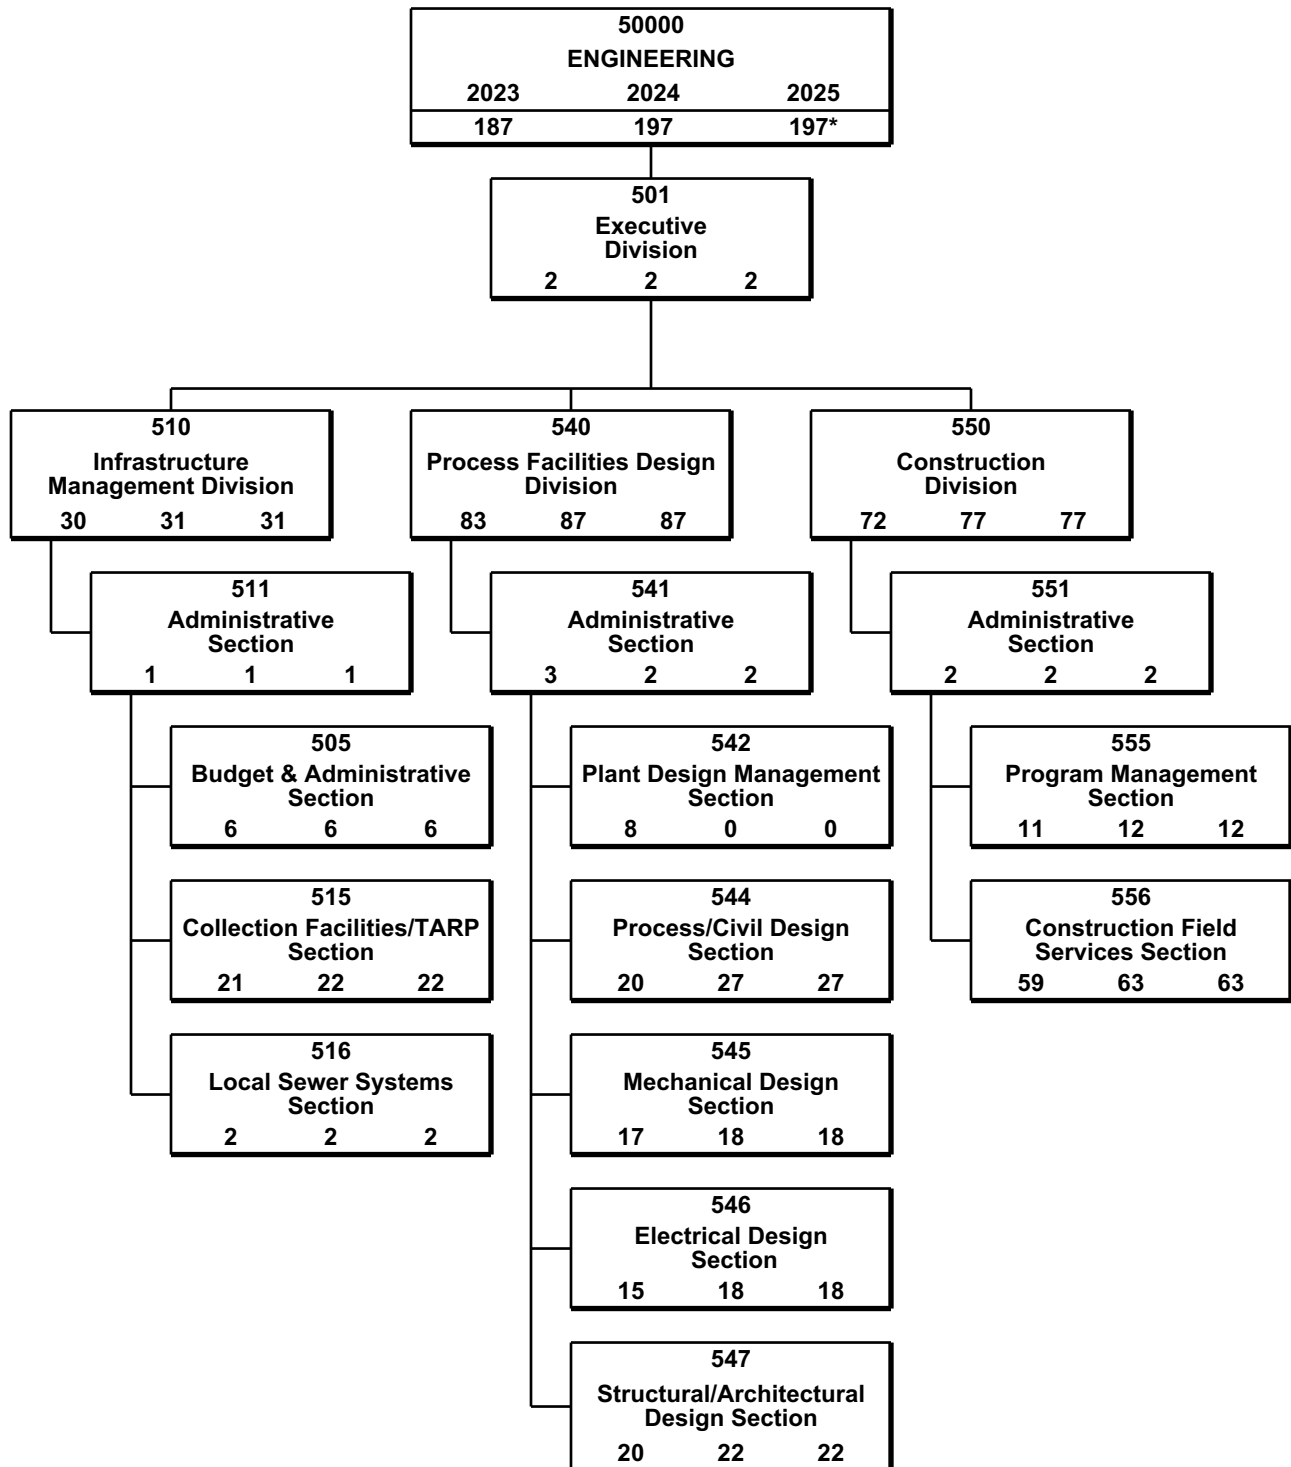 50000
ENGINEERING
2023 2024 2025
187 197 197*
501
Executive
Division
2 2 2
510
Infrastructure
Management Division
30 31 31
540
Process Facilities Design
Division
83 87 87
550
Construction
Division
72 77 77
511
Administrative
Section
1 1 1
541
Administrative
Section
3 2 2
551
Administrative
Section
2 2 2
505
Budget & Administrative
Section
6 6 6
542
Plant Design Management
Section
8 0 0
555
Program Management
Section
11 12 12
515
Collection Facilities/TARP
Section
21 22 22
544
Process/Civil Design
Section
20 27 27
556
Construction Field
Services Section
59 63 63
516
Local Sewer Systems
Section
2 2 2
545
Mechanical Design
Section
17 18 18
546
Electrical Design
Section
15 18 18
547
Structural/Architectural
Design Section
20 22 22